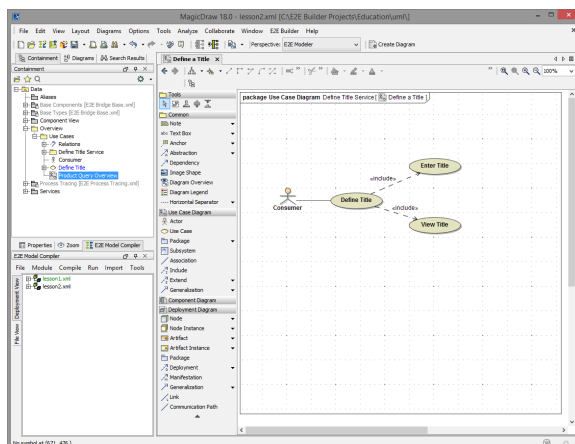 MagicDraw 18.0 - lesson2.xml [C:\E2E Builder Projects\Education\uml\]
File Edit View Layout Diagrams Options Tools Analyze Collaborate Window E2E Builder Help
Perspective: E2E Modeler
Create Diagram
Containment
Diagrams
Search Results
Define a Title
Containment
100%
Data
Aliases
Base Components [E2E Bridge Base.xml]
Base Types [E2E Bridge Base.xml]
Component View
Overview
Use Cases
Relations
Define Title Service
Consumer
Define Title
Product Query Overview
Process Tracing [E2E Process Tracing.xml]
Services
Properties
Zoom
E2E Model Compiler
E2E Model Compiler
File Module Compile Run Import Tools
Deployment View
File View
lesson1.xml
lesson2.xml
Tools
Common
Note
Text Box
Anchor
Abstraction
Dependency
Image Shape
Diagram Overview
Diagram Legend
Horizontal Separator
Use Case Diagram
Actor
Use Case
Package
Subsystem
Association
Include
Extend
Generalization
Component Diagram
Deployment Diagram
Node
Node Instance
Artifact
Artifact Instance
Package
Deployment
Manifestation
Generalization
Link
Communication Path
package Use Case Diagram Define Title Service[ Define a Title ]
Enter Title
«include»
Define Title
Consumer
«include»
View Title
No symbol at (671, 476 )